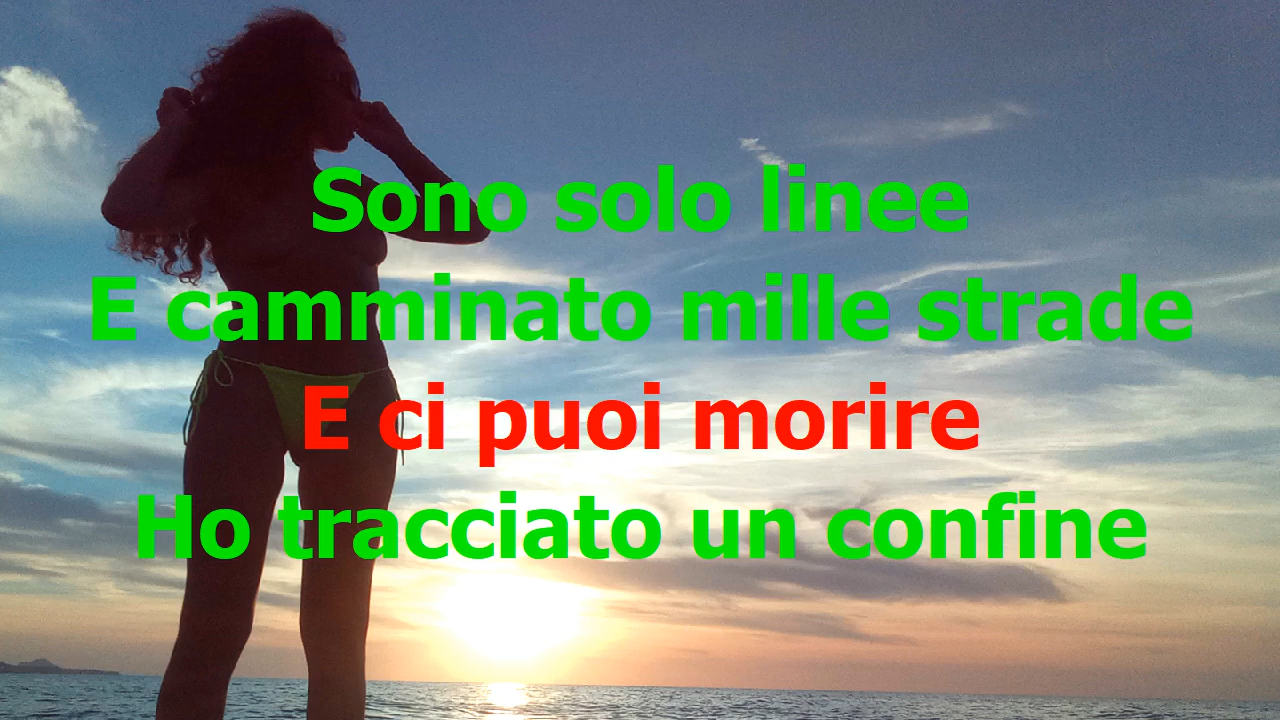 Sono solo linee
E camminato mille strade
E ci puoi morire
Ho tracciato un confine